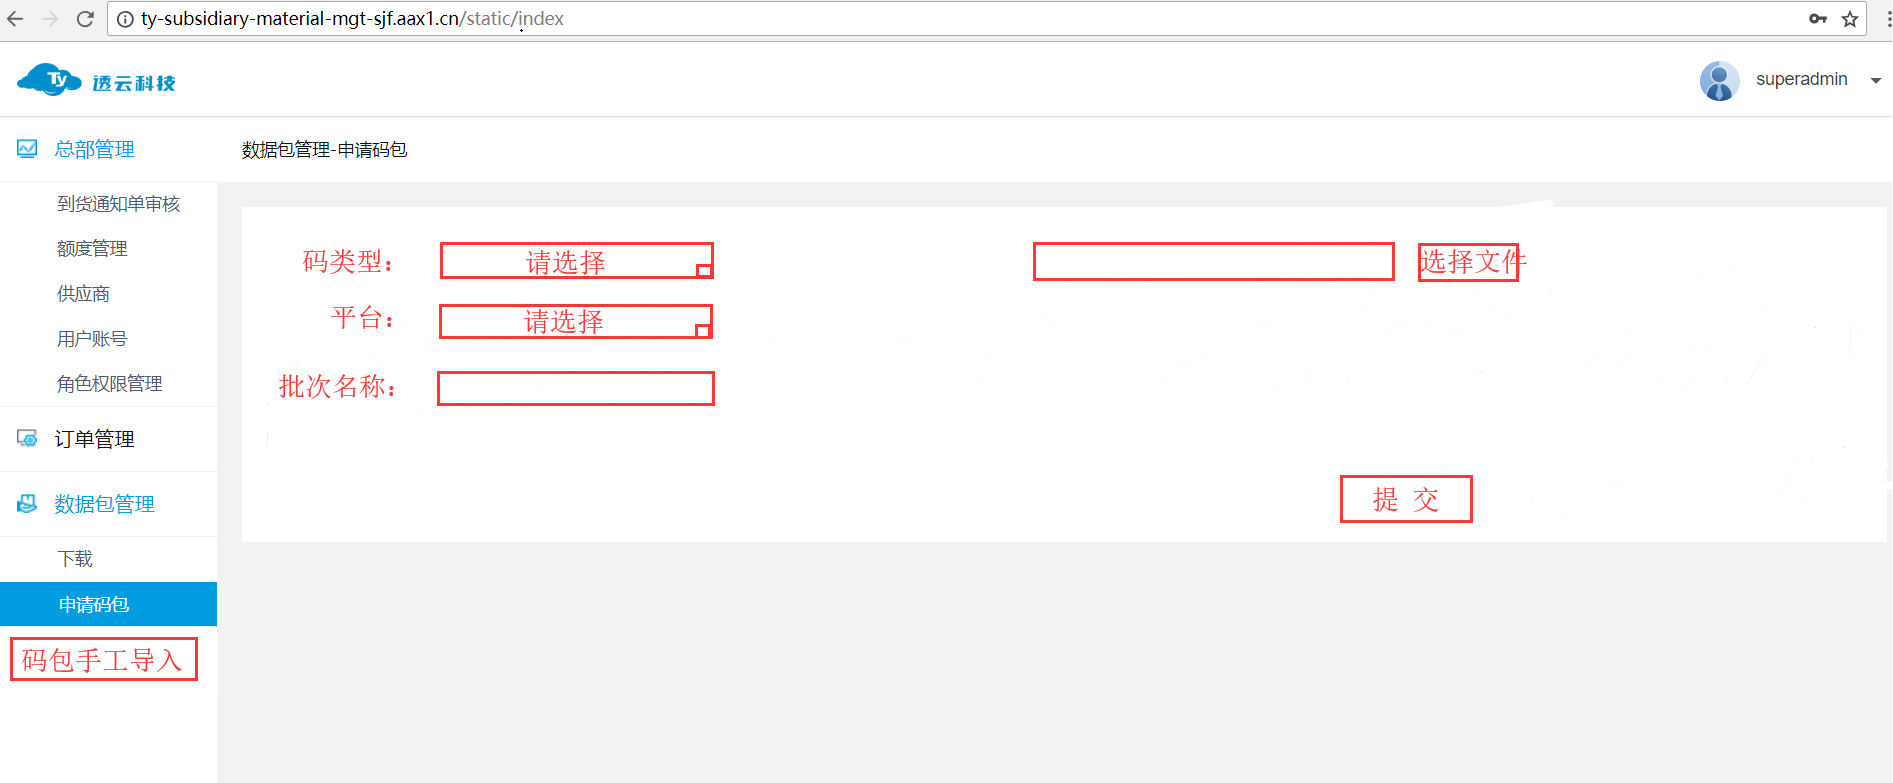 ty-subsidiary-material-mgt-sjf.aax1.cn/static/index
Ty 透云科技
superadmin
总部管理
数据包管理-申请码包
到货通知单审核
额度管理
供应商
用户账号
角色权限管理
订单管理
数据包管理
下载
申请码包
码包手工导入
码类型：
请选择
选择文件
平台：
请选择
批次名称：
提 交